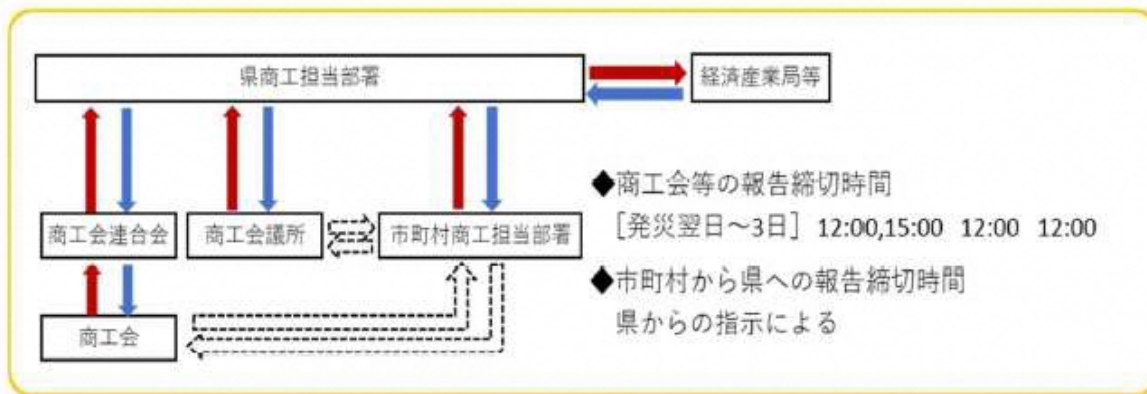 県商工担当部署
経済産業局等
商工会連合会
商工会議所
市町村商工担当部署
商工会
◆商工会等の報告締切時間
[発災翌日～3日] 12:00,15:00 12:00 12:00
◆市町村から県への報告締切時間
県からの指示による